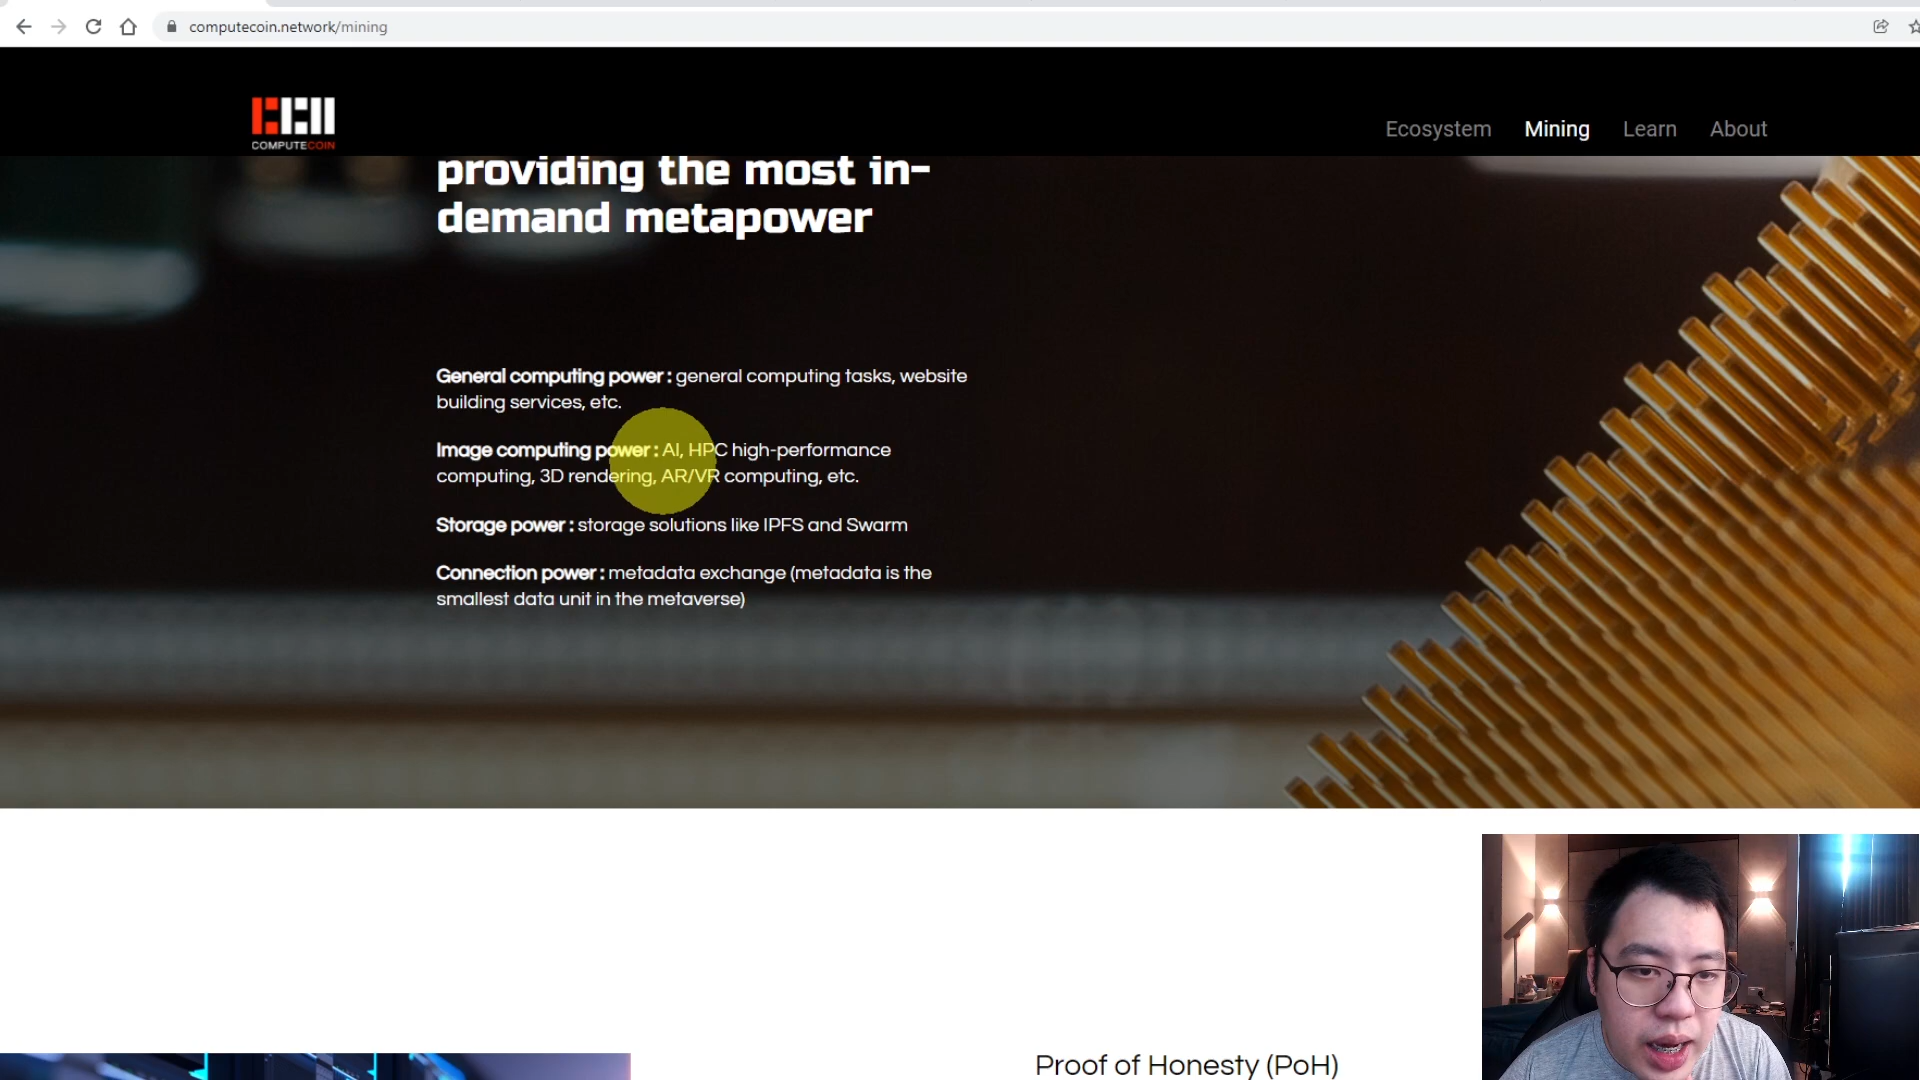 computecoin.network/mining
COMPUTECOIN
Ecosystem Mining Learn About
providing the most in-
demand metapower
General computing power : general computing tasks, website
building services, etc.
Image computing power : AI, HPC high-performance
computing, 3D rendering, AR/VR computing, etc.
Storage power : storage solutions like IPFS and Swarm
Connection power : metadata exchange (metadata is the
smallest data unit in the metaverse)
Proof of Honesty (PoH)